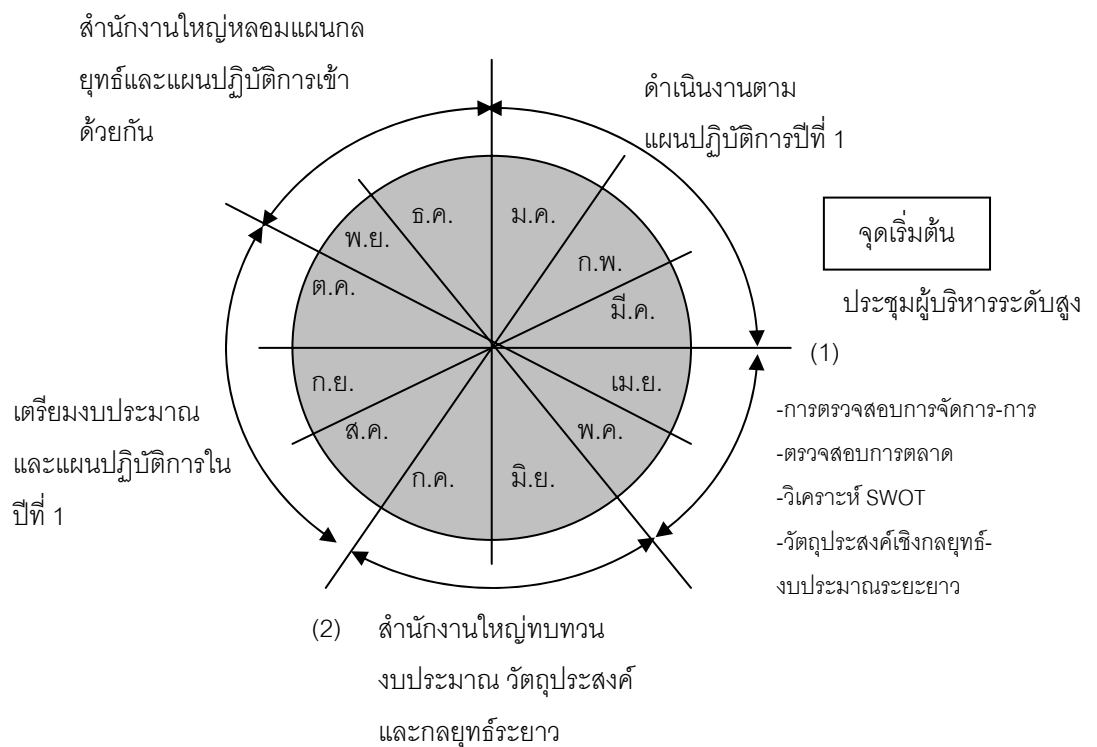 สำนักงานใหญ่หลอมแผนกล
ยุทธ์และแผนปฏิบัติการเข้า
ด้วยกัน
ดำเนินงานตาม
แผนปฏิบัติการปีที่ 1
จุดเริ่มต้น
ประชุมผู้บริหารระดับสูง
(1)
ธ.ค.
ม.ค.
พ.ย.
ก.พ.
ต.ค.
มี.ค.
ก.ย.
เม.ย.
ส.ค.
พ.ค.
ก.ค.
มิ.ย.
เตรียมงบประมาณ
และแผนปฏิบัติการใน
ปีที่ 1
-การตรวจสอบการจัดการ-การ
-ตรวจสอบการตลาด
-วิเคราะห์ SWOT
-วัตถุประสงค์เชิงกลยุทธ์-
งบประมาณระยะยาว
(2) สำนักงานใหญ่ทบทวน
งบประมาณ วัตถุประสงค์
และกลยุทธ์ระยาว